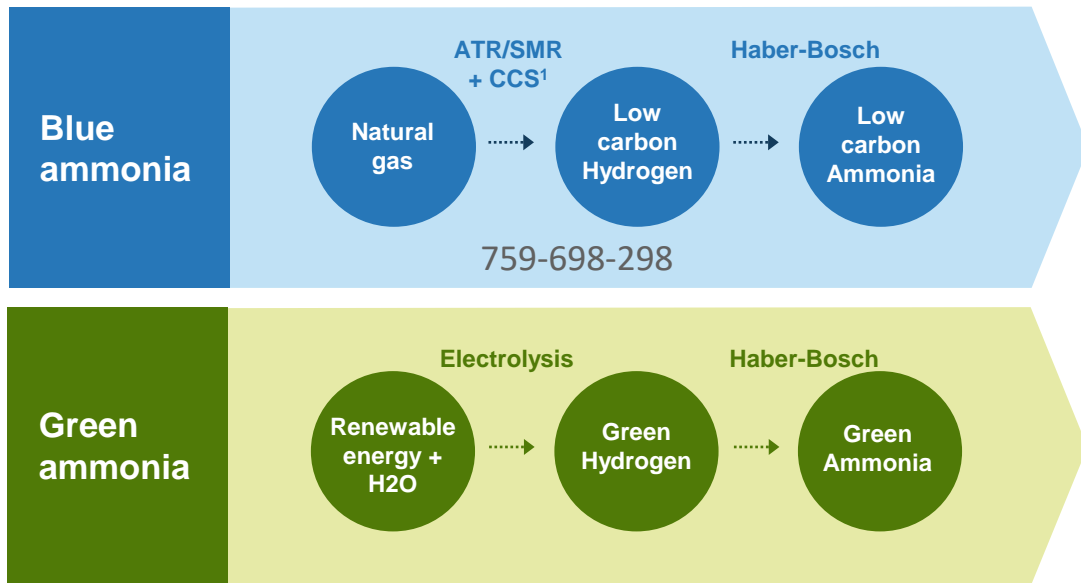 Blue
ammonia
ATR/SMR
+ CCS¹
Haber-Bosch
Natural
gas
Low
carbon
Hydrogen
Low
carbon
Ammonia
759-698-298
Green
ammonia
Electrolysis
Haber-Bosch
Renewable
energy +
H2O
Green
Hydrogen
Green
Ammonia